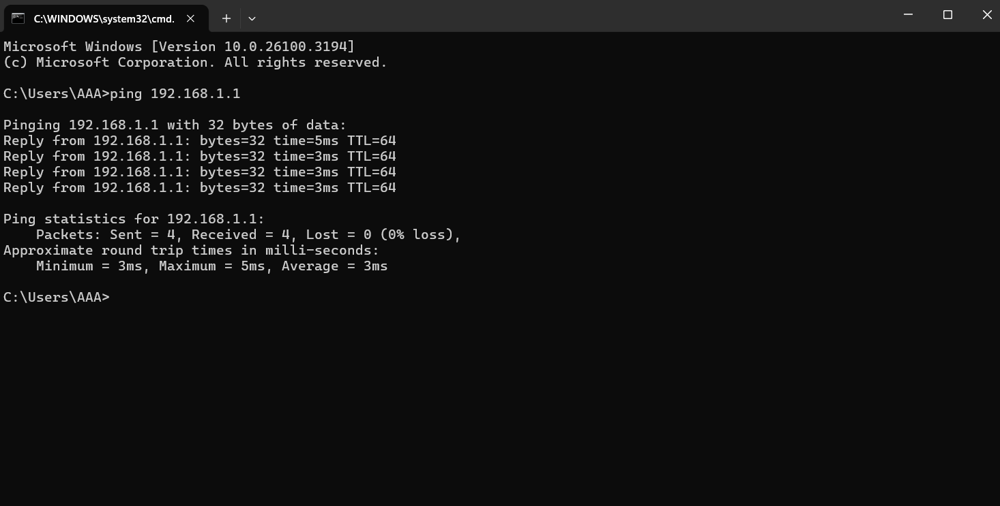 C:\WINDOWS\system32\cmd.
Microsoft Windows [Version 10.0.26100.3194]
(c) Microsoft Corporation. All rights reserved.
C:\Users\AAA>ping 192.168.1.1
Pinging 192.168.1.1 with 32 bytes of data:
Reply from 192.168.1.1: bytes=32 time=5ms TTL=64
Reply from 192.168.1.1: bytes=32 time=3ms TTL=64
Reply from 192.168.1.1: bytes=32 time=3ms TTL=64
Reply from 192.168.1.1: bytes=32 time=3ms TTL=64
Ping statistics for 192.168.1.1:
    Packets: Sent = 4, Received = 4, Lost = 0 (0% loss),
Approximate round trip times in milli-seconds:
    Minimum = 3ms, Maximum = 5ms, Average = 3ms
C:\Users\AAA>